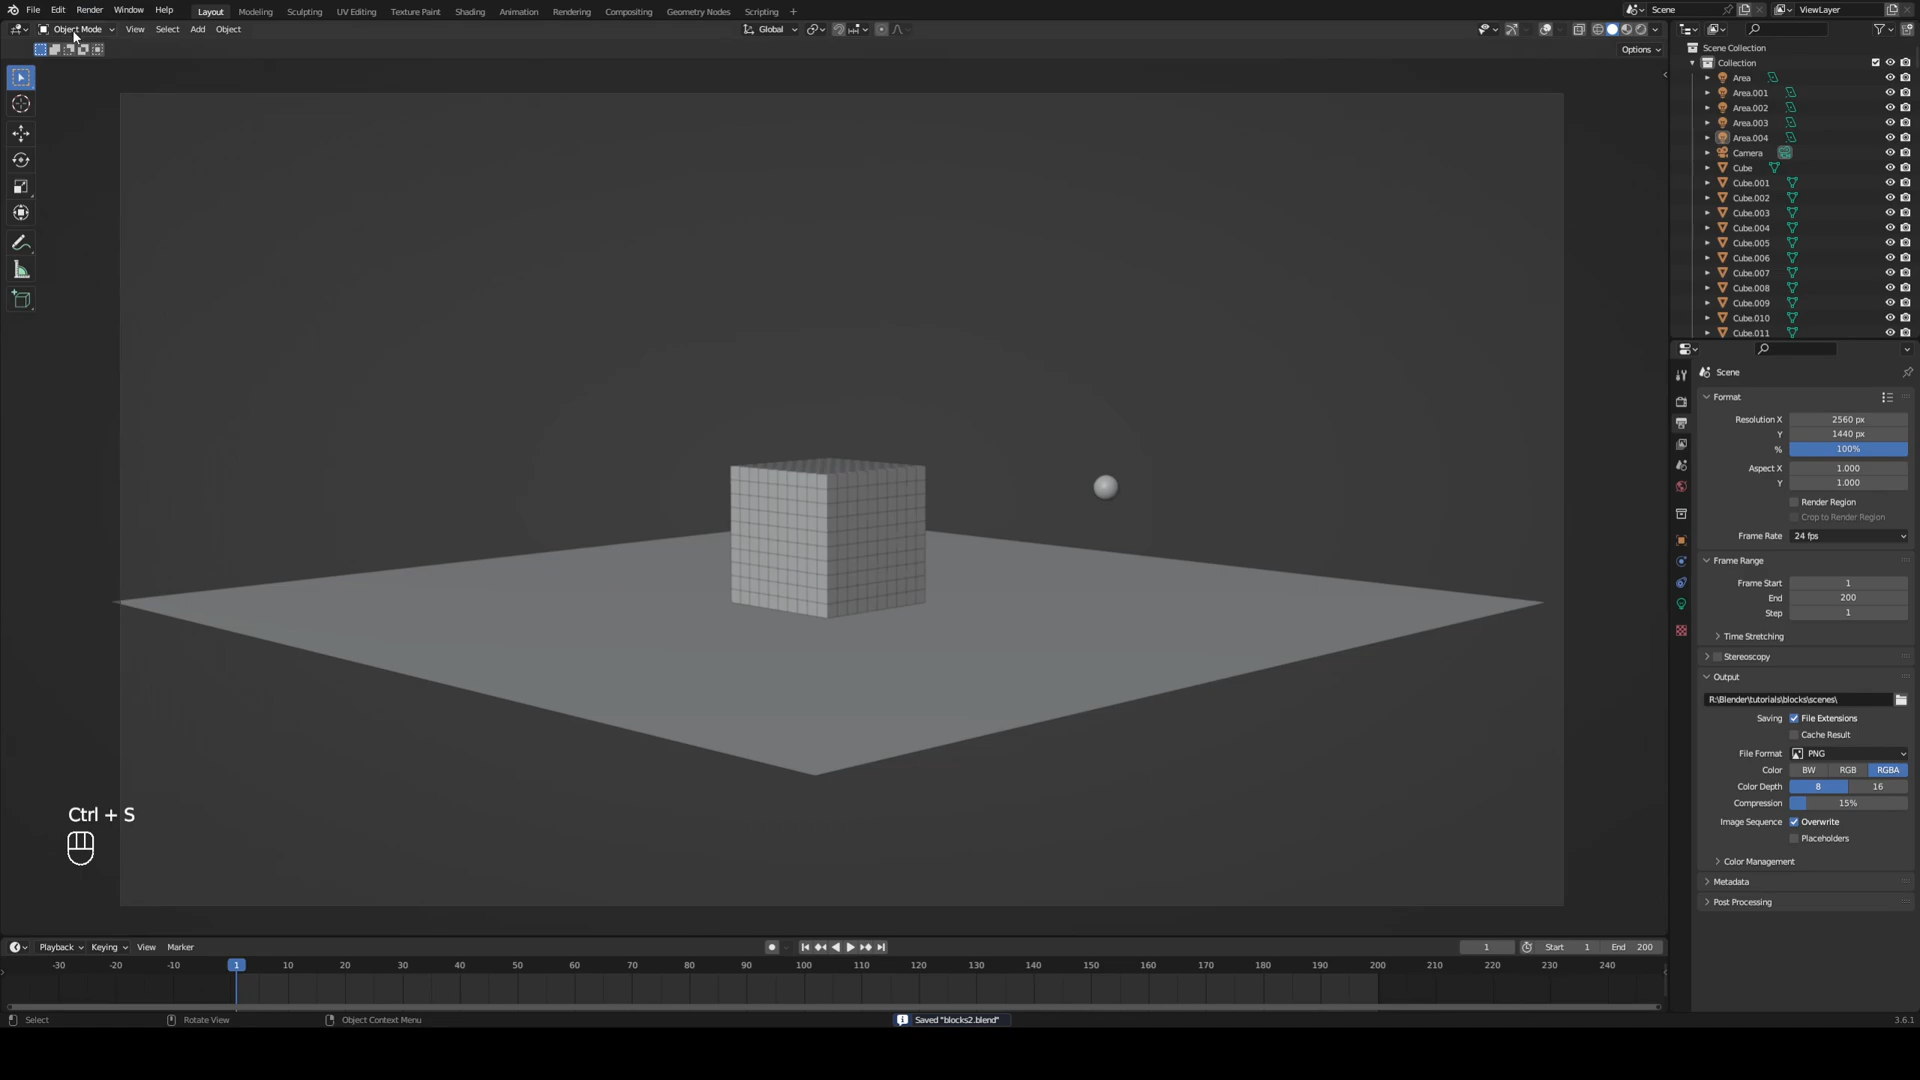 File Edit Render Window Help Layout Modeling Sculpting UV Editing Texture Paint Shading Animation Rendering Compositing Geometry Nodes Scripting + Scene ViewLayer
Object Mode View Select Add Object Global
Options
Scene Collection
Collection
Area
Area.001
Area.002
Area.003
Area.004
Camera
Cube
Cube.001
Cube.002
Cube.003
Cube.004
Cube.005
Cube.006
Cube.007
Cube.008
Cube.009
Cube.010
Cube.011
Scene
Format
Resolution X 2560 px
Y 1440 px
% 100%
Aspect X 1.000
Y 1.000
Render Region
Crop to Render Region
Frame Rate 24 fps
Frame Range
Frame Start 1
End 200
Step 1
Time Stretching
Stereoscopy
Output
R:\Blender\tutorials\blocks\scenes\
Saving File Extensions
Cache Result
File Format PNG
Color BW RGB RGBA
Color Depth 8 16
Compression 15%
Image Sequence Overwrite
Placeholders
Color Management
Metadata
Post Processing
Ctrl + S
Playback Keying View Marker 1 Start 1 End 200
-30 -20 -10 1 10 20 30 40 50 60 70 80 90 100 110 120 130 140 150 160 170 180 190 200 210 220 230 240
Select Rotate View Object Context Menu Saved "blocks2.blend" 3.6.1